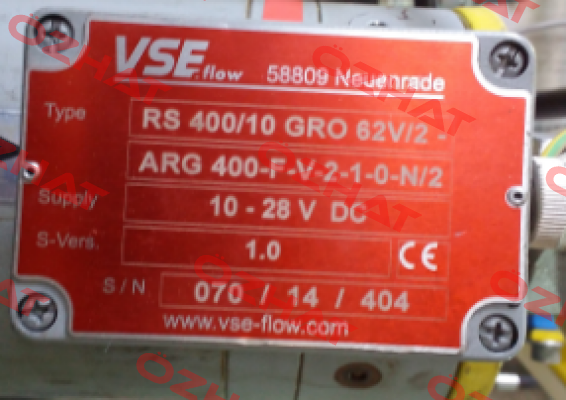 VSE.flow 58809 Neuenrade
Type RS 400/10 GRO 62V/2 -
ARG 400-F-V-2-1-0-N/2
Supply 10 - 28 V DC
S-Vers. 1.0 CE
S / N 070 / 14 / 404
www.vse-flow.com
OZHAT